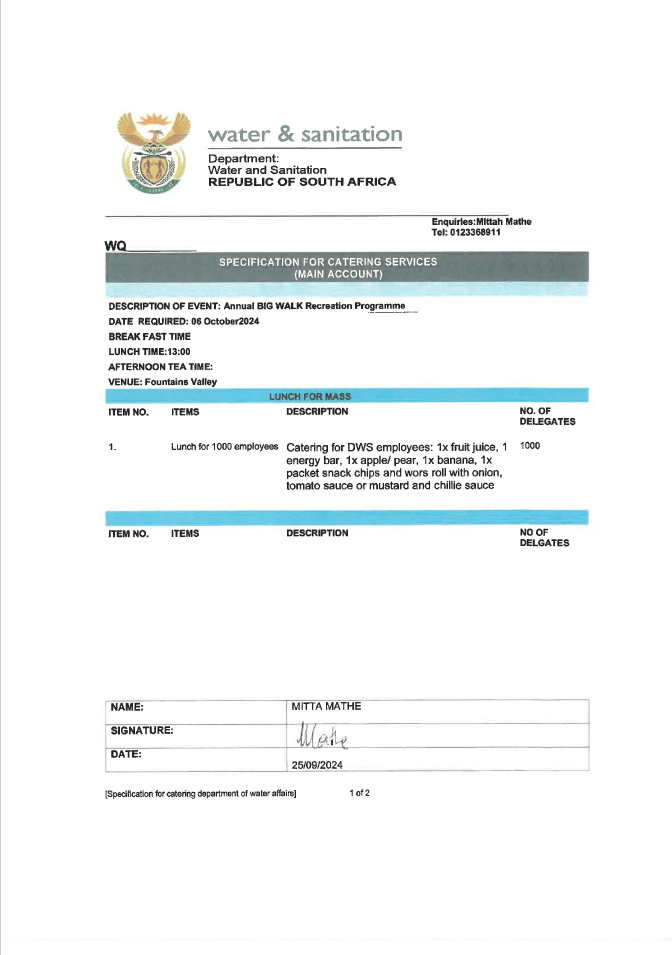 water & sanitation
Department:
Water and Sanitation
REPUBLIC OF SOUTH AFRICA
Enquiries:Mittah Mathe
Tel: 0123368911
WQ
SPECIFICATION FOR CATERING SERVICES
(MAIN ACCOUNT)
DESCRIPTION OF EVENT: Annual BIG WALK Recreation Programme
DATE REQUIRED: 06 October2024
BREAK FAST TIME
LUNCH TIME:13:00
AFTERNOON TEA TIME:
VENUE: Fountains Valley
LUNCH FOR MASS
ITEM NO. ITEMS DESCRIPTION NO. OF
DELEGATES
1. Lunch for 1000 employees Catering for DWS employees: 1x fruit juice, 1 1000
energy bar, 1x apple/ pear, 1x banana, 1x
packet snack chips and wors roll with onion,
tomato sauce or mustard and chillie sauce
ITEM NO. ITEMS DESCRIPTION NO OF
DELGATES
NAME: MITTA MATHE
SIGNATURE: Mathe
DATE:
25/09/2024
[Specification for catering department of water affairs] 1 of 2